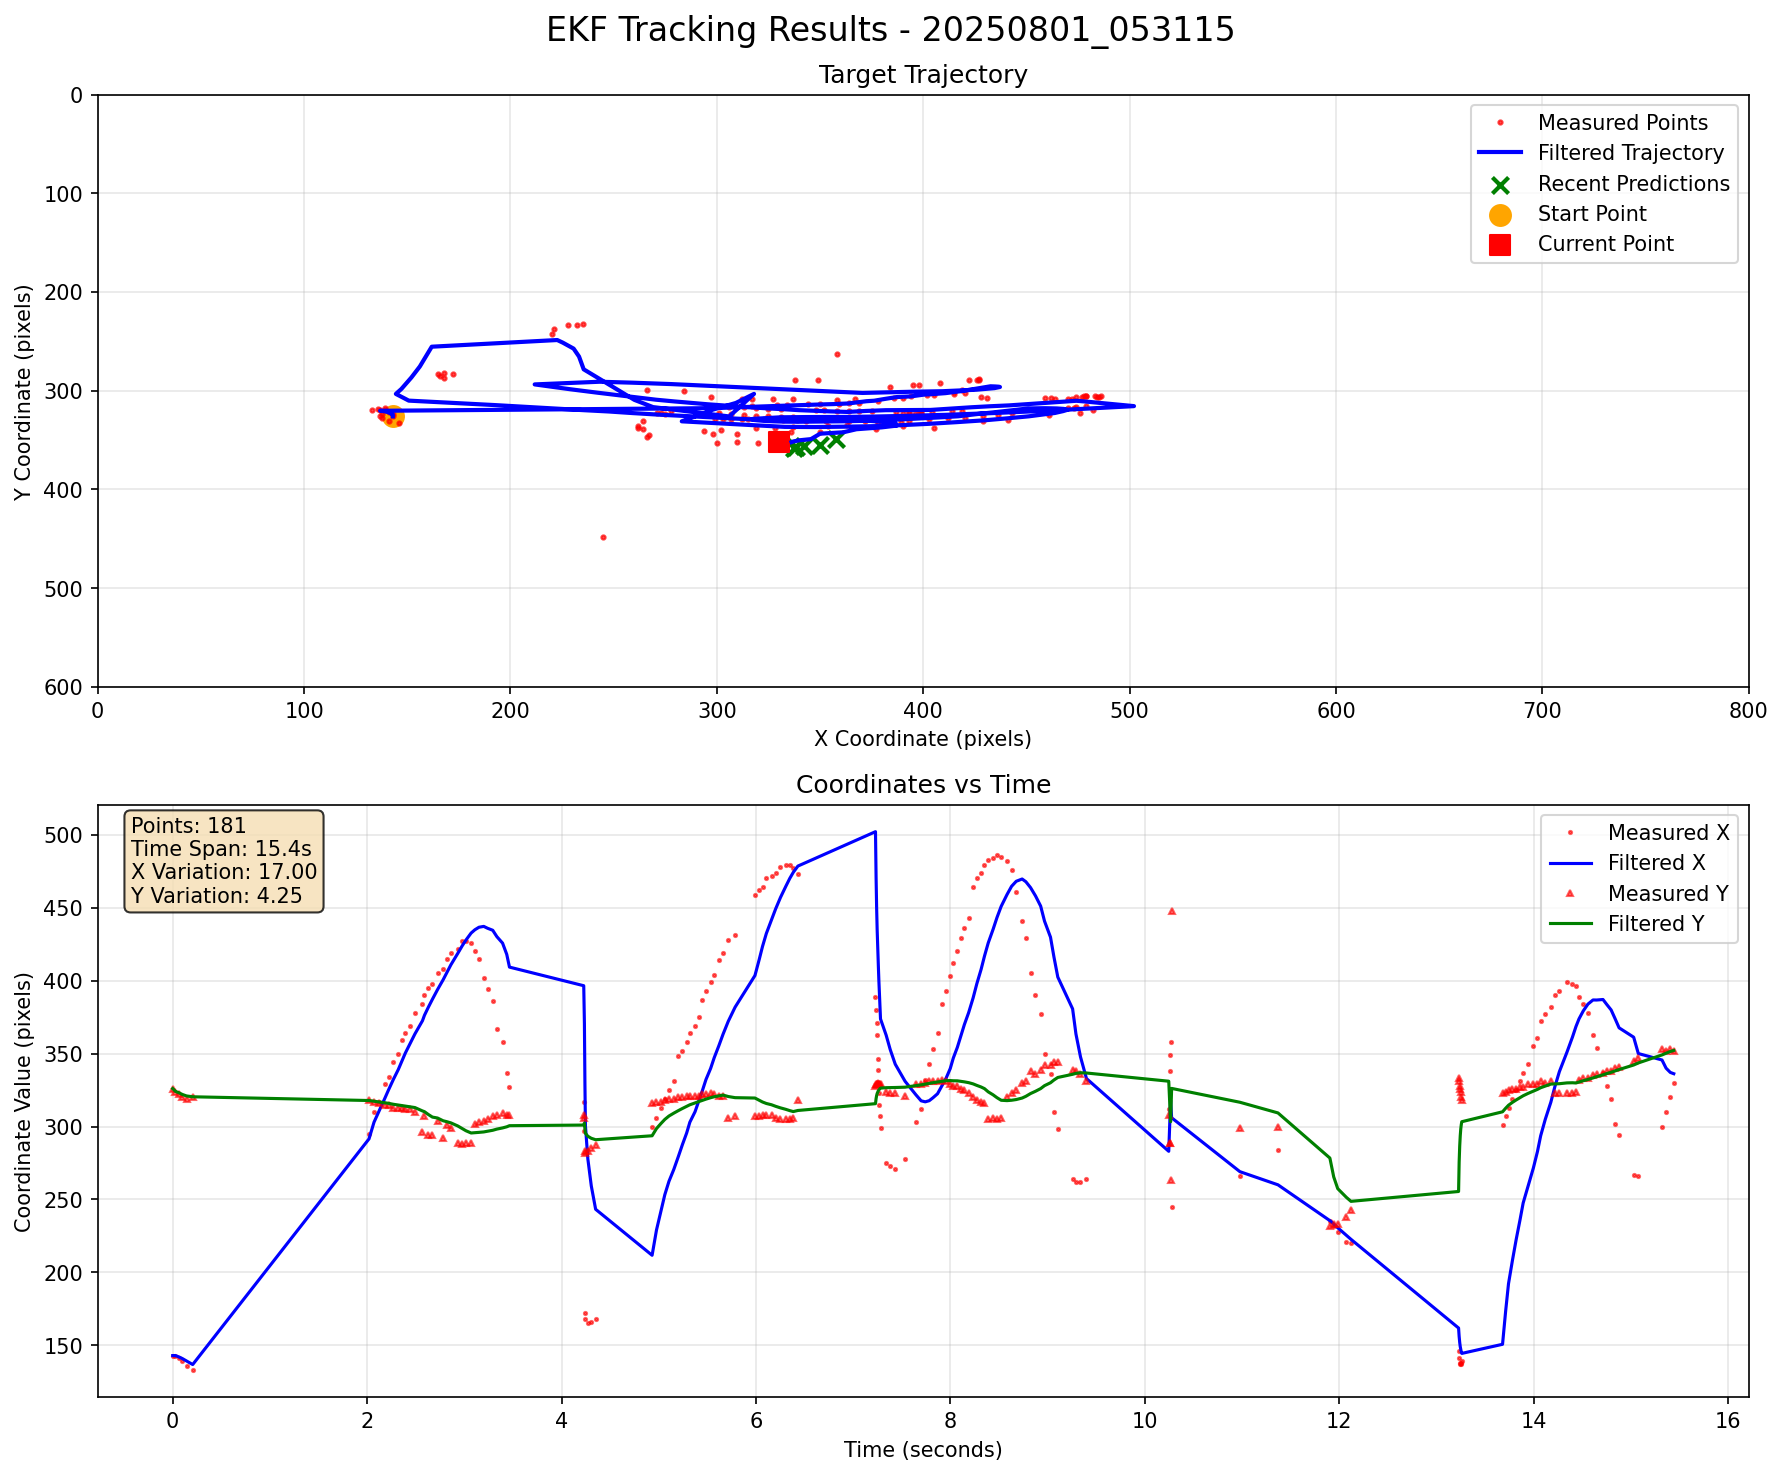 EKF Tracking Results - 20250801_053115
Target Trajectory
0
100
200
300
400
500
600
Y Coordinate (pixels)
Measured Points
Filtered Trajectory
Recent Predictions
Start Point
Current Point
0 100 200 300 400 500 600 700 800
X Coordinate (pixels)
Coordinates vs Time
500
450
400
350
300
250
200
150
Coordinate Value (pixels)
Points: 181
Time Span: 15.4s
X Variation: 17.00
Y Variation: 4.25
Measured X
Filtered X
Measured Y
Filtered Y
0 2 4 6 8 10 12 14 16
Time (seconds)